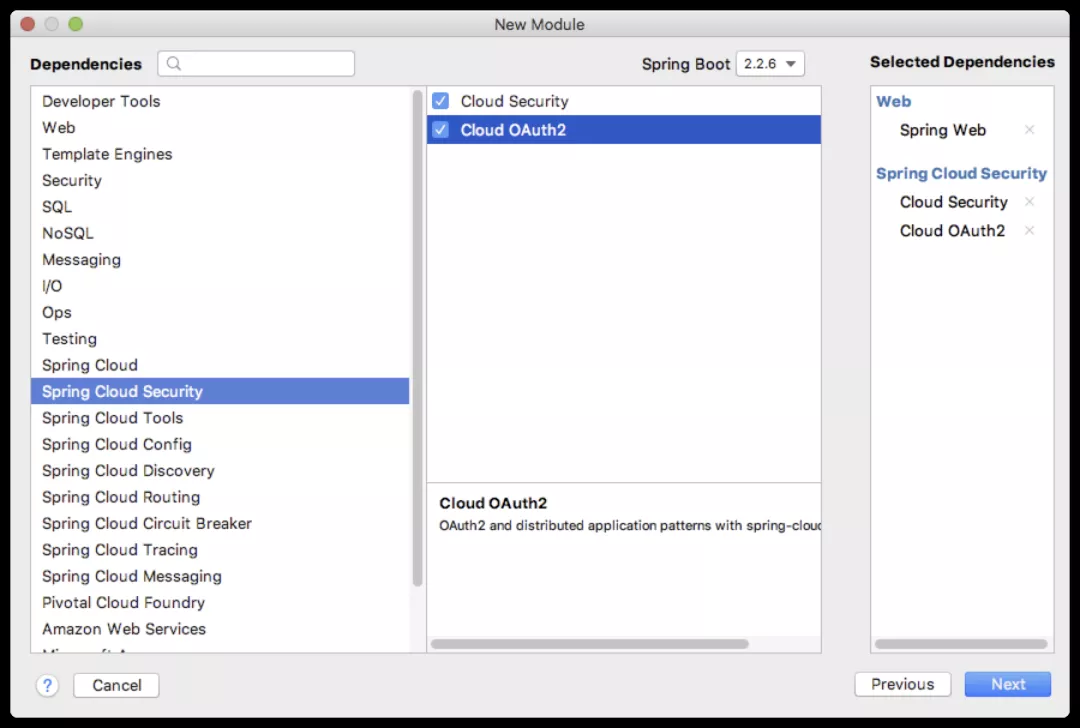 New Module
Dependencies
Spring Boot 2.2.6
Selected Dependencies
Developer Tools
Web
Template Engines
Security
SQL
NoSQL
Messaging
I/O
Ops
Testing
Spring Cloud
Spring Cloud Security
Spring Cloud Tools
Spring Cloud Config
Spring Cloud Discovery
Spring Cloud Routing
Spring Cloud Circuit Breaker
Spring Cloud Tracing
Spring Cloud Messaging
Pivotal Cloud Foundry
Amazon Web Services
Cloud Security
Cloud OAuth2
Cloud OAuth2
OAuth2 and distributed application patterns with spring-cloud
Web
Spring Web
Spring Cloud Security
Cloud Security
Cloud OAuth2
?
Cancel
Previous
Next